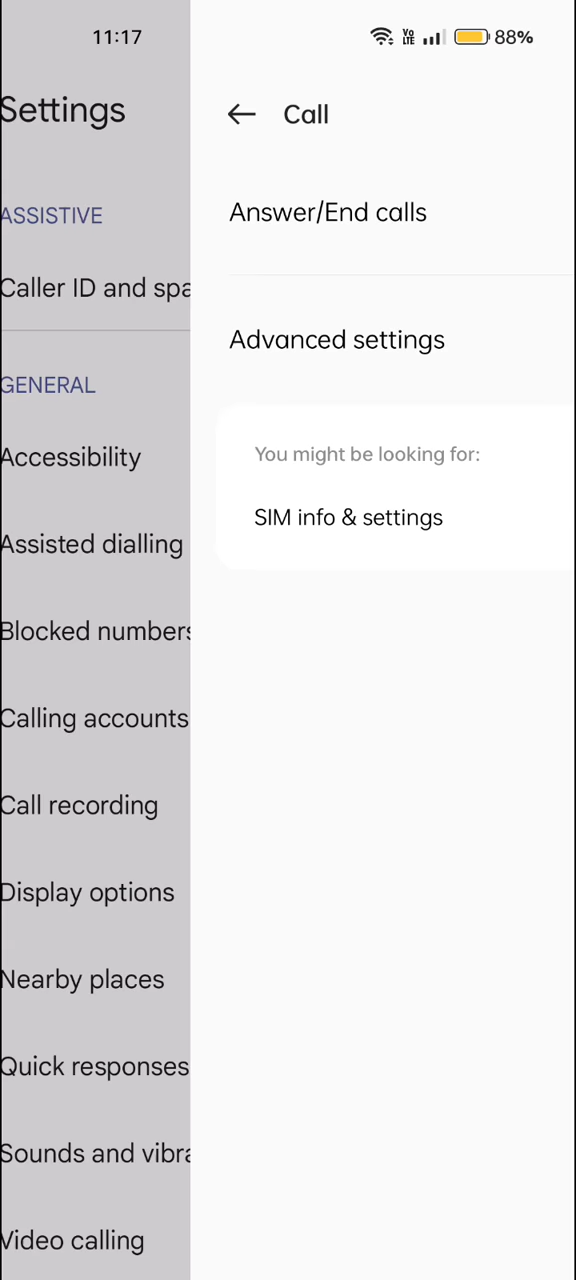 11:17
Vo LTE
88%
Settings
ASSISTIVE
Caller ID and spa
GENERAL
Accessibility
Assisted dialling
Blocked numbers
Calling accounts
Call recording
Display options
Nearby places
Quick responses
Sounds and vibra
Video calling
Call
Answer/End calls
Advanced settings
You might be looking for:
SIM info & settings